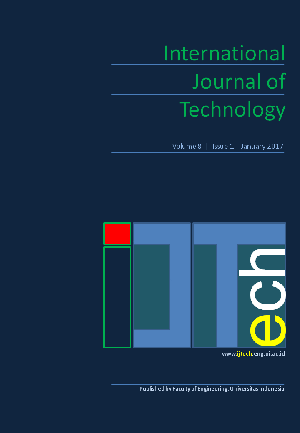 International
Journal of
Technology
Volume 8 | Issue 1 | January 2017
iJTech
www.ijtech.eng.ui.ac.id
Published by Faculty of Engineering, Universitas Indonesia